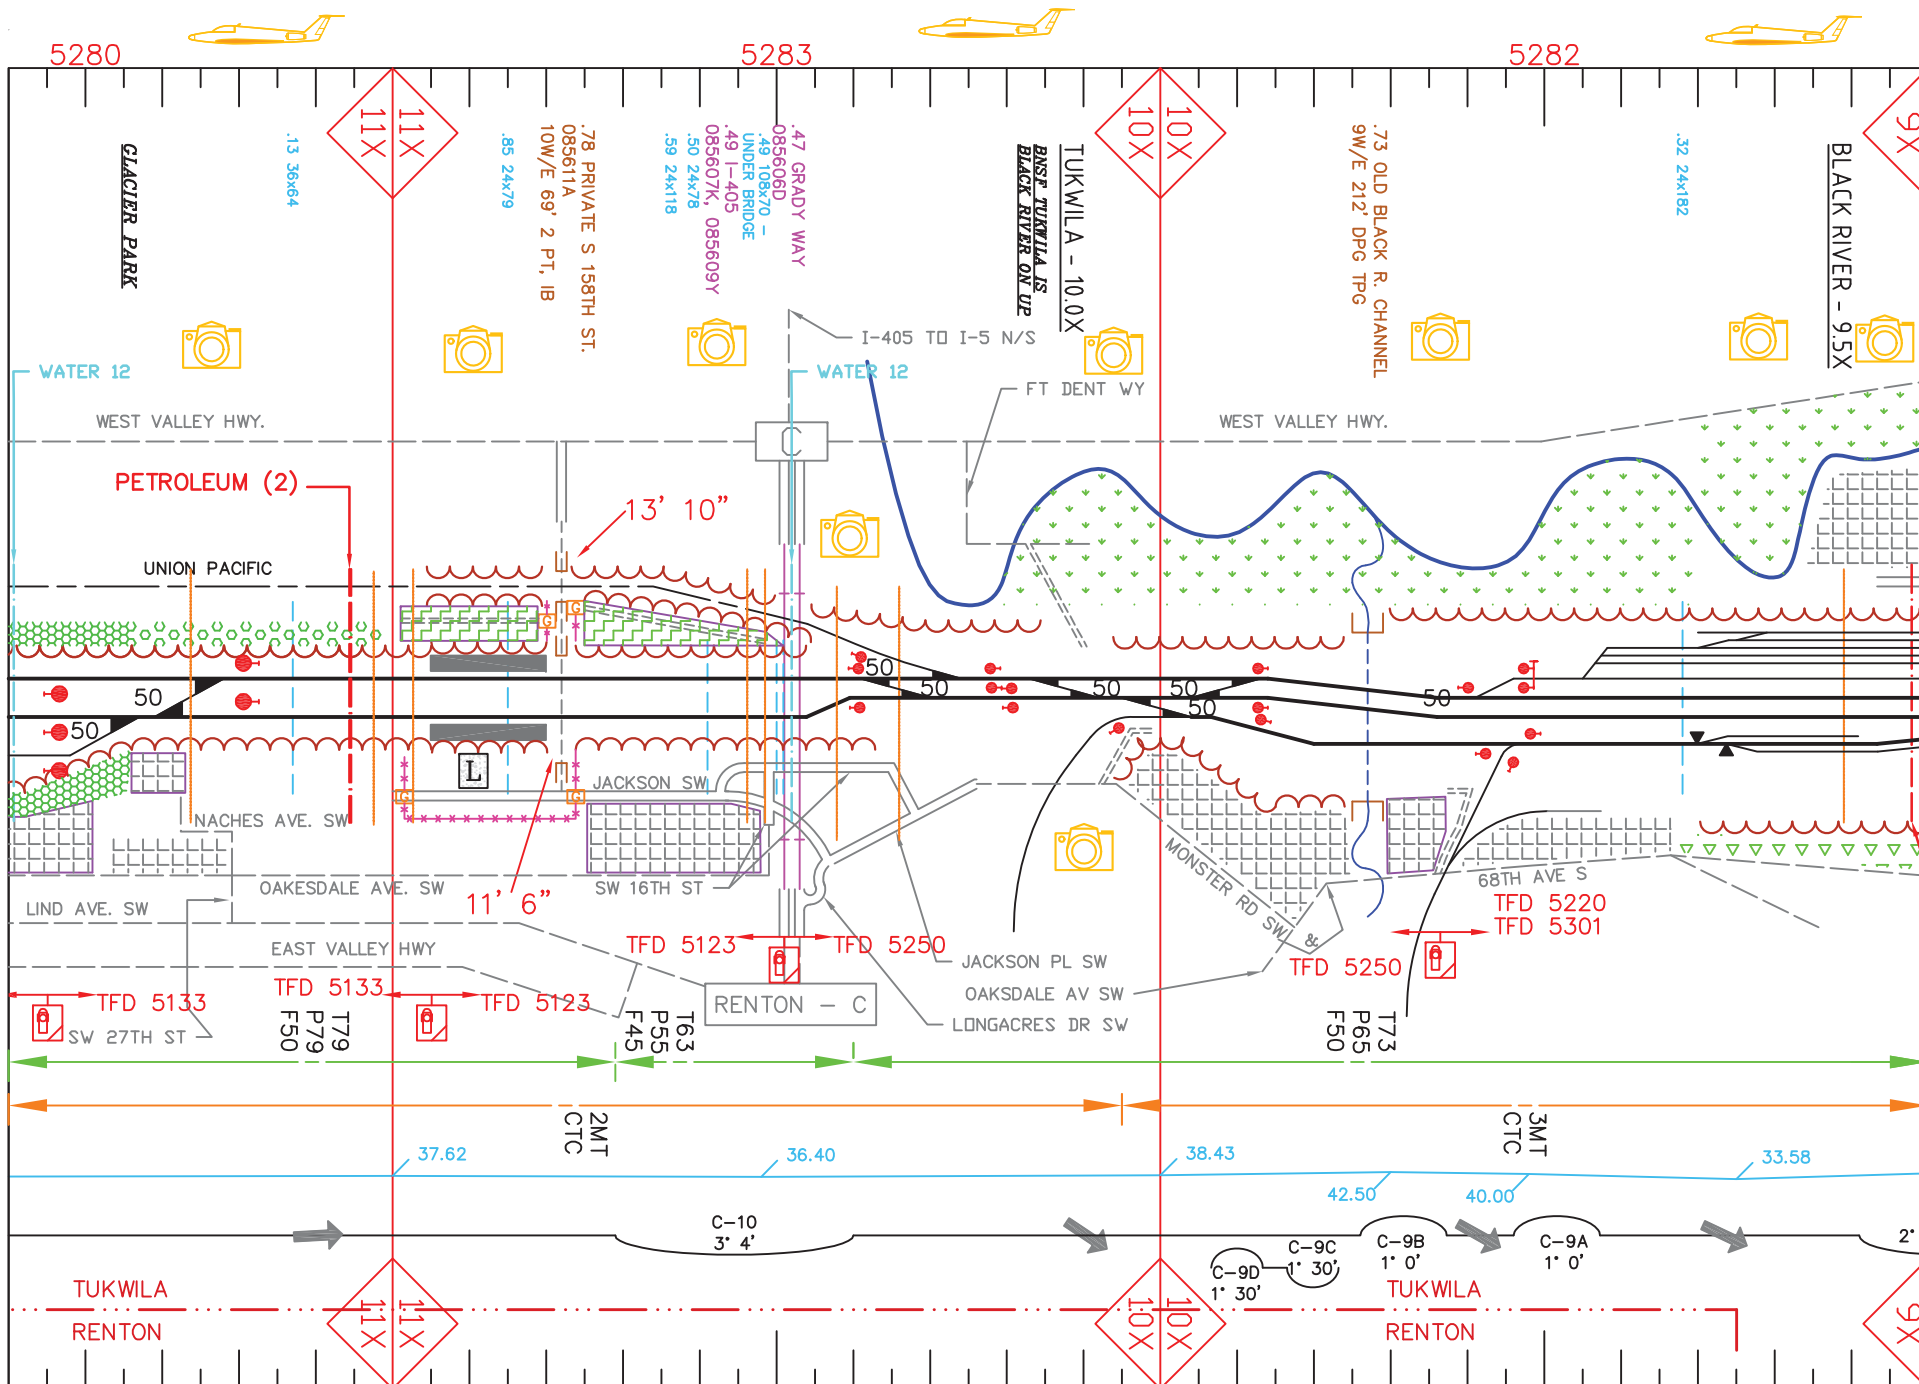 5280
5283
5282
11X
11X
10X
10X
9X
GLACIER PARK
.13 36x64
.85 24x79
.78 PRIVATE S 158TH ST.
085611A
10W/E 69' 2 PT, IB
.47 GRADY WAY
085606D
.49 108x70 -
UNDER BRIDGE
.49 I-405
085607K, 085609Y
.50 24x78
.59 24x118
TUKWILA - 10.0X
BNSF TUKWILA IS
BLACK RIVER ON UP
.73 OLD BLACK R. CHANNEL
9W/E 212' DPG TPG
.32 24x182
BLACK RIVER - 9.5X
I-405 TO I-5 N/S
WATER 12
WATER 12
FT DENT WY
WEST VALLEY HWY.
WEST VALLEY HWY.
C
PETROLEUM (2)
13' 10"
UNION PACIFIC
G
G
50
50
50
50
50
50
50
50
L
G
G
JACKSON SW
NACHES AVE. SW
OAKESDALE AVE. SW
SW 16TH ST
MONSTER RD SW
&
68TH AVE S
LIND AVE. SW
11' 6"
TFD 5220
TFD 5301
EAST VALLEY HWY
TFD 5123
TFD 5250
JACKSON PL SW
TFD 5250
TFD 5133
TFD 5133
TFD 5123
RENTON - C
OAKSDALE AV SW
LONGACRES DR SW
SW 27TH ST
T79
P79
F50
T63
P55
F45
T73
P65
F50
2MT
CTC
3MT
CTC
37.62
36.40
38.43
42.50
40.00
33.58
C-10
3° 4'
C-9D
1° 30'
C-9C
1° 30'
C-9B
1° 0'
C-9A
1° 0'
2°
TUKWILA
RENTON
TUKWILA
RENTON
11X
11X
10X
10X
9X